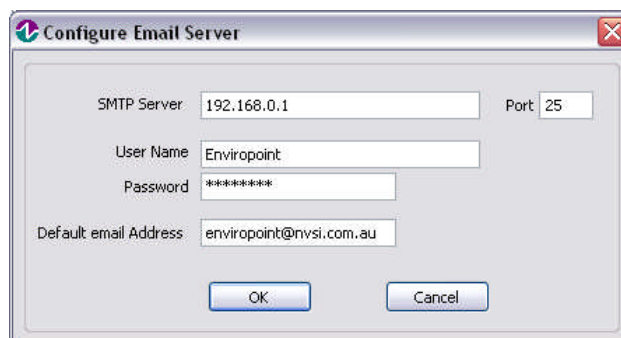 Configure Email Server
SMTP Server 192.168.0.1 Port 25
User Name Enviropoint
Password ********
Default email Address enviropoint@nvsi.com.au
OK Cancel